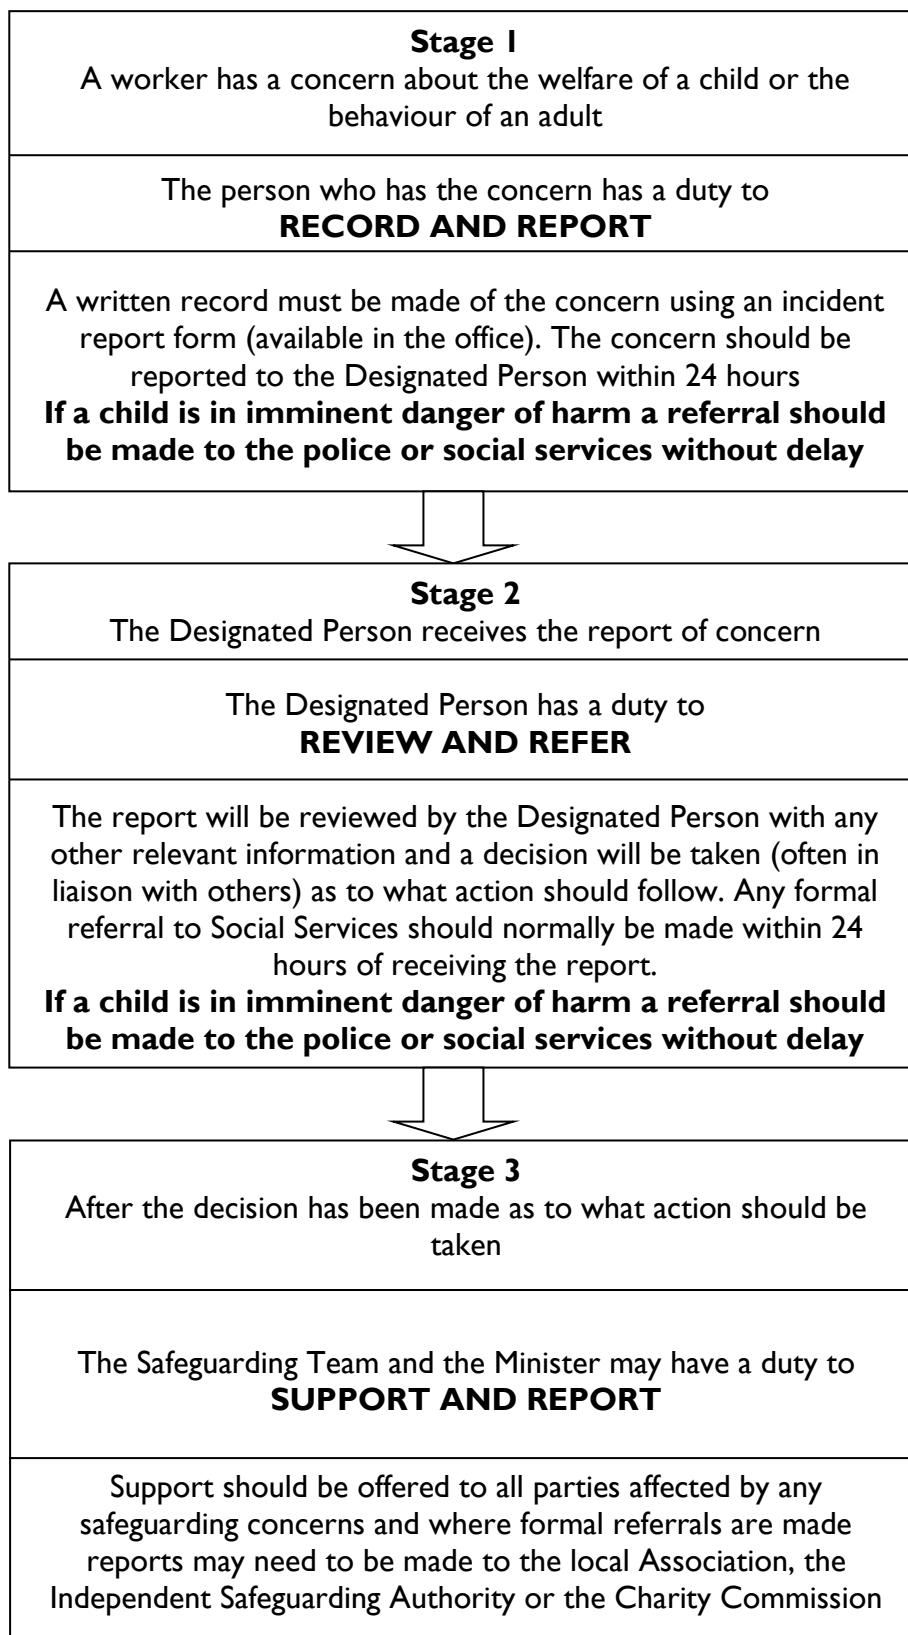 Stage 1
A worker has a concern about the welfare of a child or the
behaviour of an adult
The person who has the concern has a duty to
RECORD AND REPORT
A written record must be made of the concern using an incident
report form (available in the office). The concern should be
reported to the Designated Person within 24 hours
If a child is in imminent danger of harm a referral should
be made to the police or social services without delay
Stage 2
The Designated Person receives the report of concern
The Designated Person has a duty to
REVIEW AND REFER
The report will be reviewed by the Designated Person with any
other relevant information and a decision will be taken (often in
liaison with others) as to what action should follow. Any formal
referral to Social Services should normally be made within 24
hours of receiving the report.
If a child is in imminent danger of harm a referral should
be made to the police or social services without delay
Stage 3
After the decision has been made as to what action should be
taken
The Safeguarding Team and the Minister may have a duty to
SUPPORT AND REPORT
Support should be offered to all parties affected by any
safeguarding concerns and where formal referrals are made
reports may need to be made to the local Association, the
Independent Safeguarding Authority or the Charity Commission